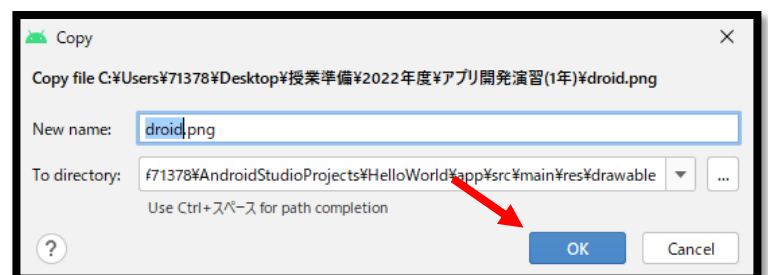 Copy
Copy file C:¥Users¥71378¥Desktop¥授業準備¥2022年度¥アプリ開発演習(1年)¥droid.png
New name: droid.png
To directory: r71378¥AndroidStudioProjects¥HelloWorld¥app¥src¥main¥res¥drawable ...
Use Ctrl+スペース for path completion
? OK Cancel